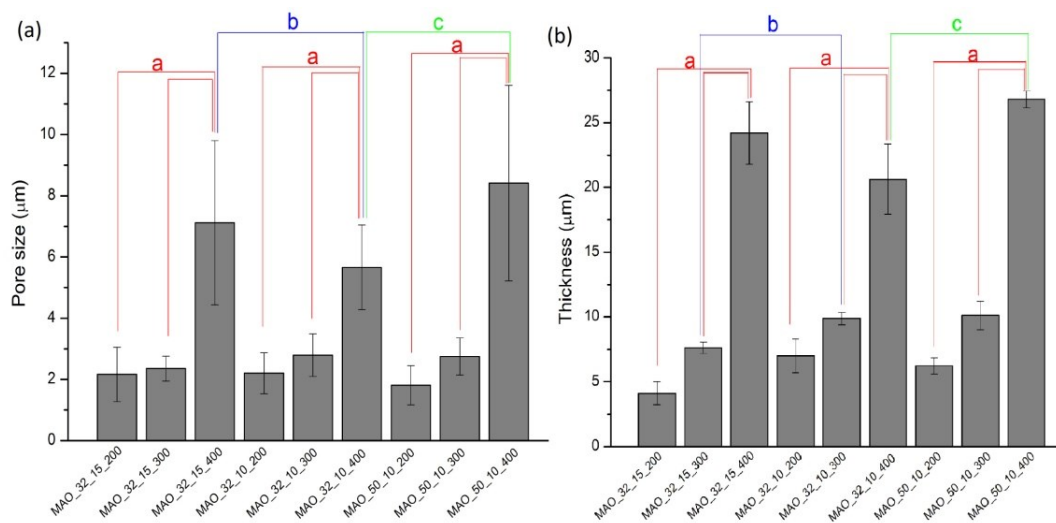 (a)
b
c
a
a
a
Pore size (μm)
12
10
8
6
4
2
0
MAO_32_15_200
MAO_32_15_300
MAO_32_15_400
MAO_32_10_200
MAO_32_10_300
MAO_32_10_400
MAO_50_10_200
MAO_50_10_300
MAO_50_10_400
(b)
b
c
a
a
a
Thickness (μm)
30
25
20
15
10
5
0
MAO_32_15_200
MAO_32_15_300
MAO_32_15_400
MAO_32_10_200
MAO_32_10_300
MAO_32_10_400
MAO_50_10_200
MAO_50_10_300
MAO_50_10_400